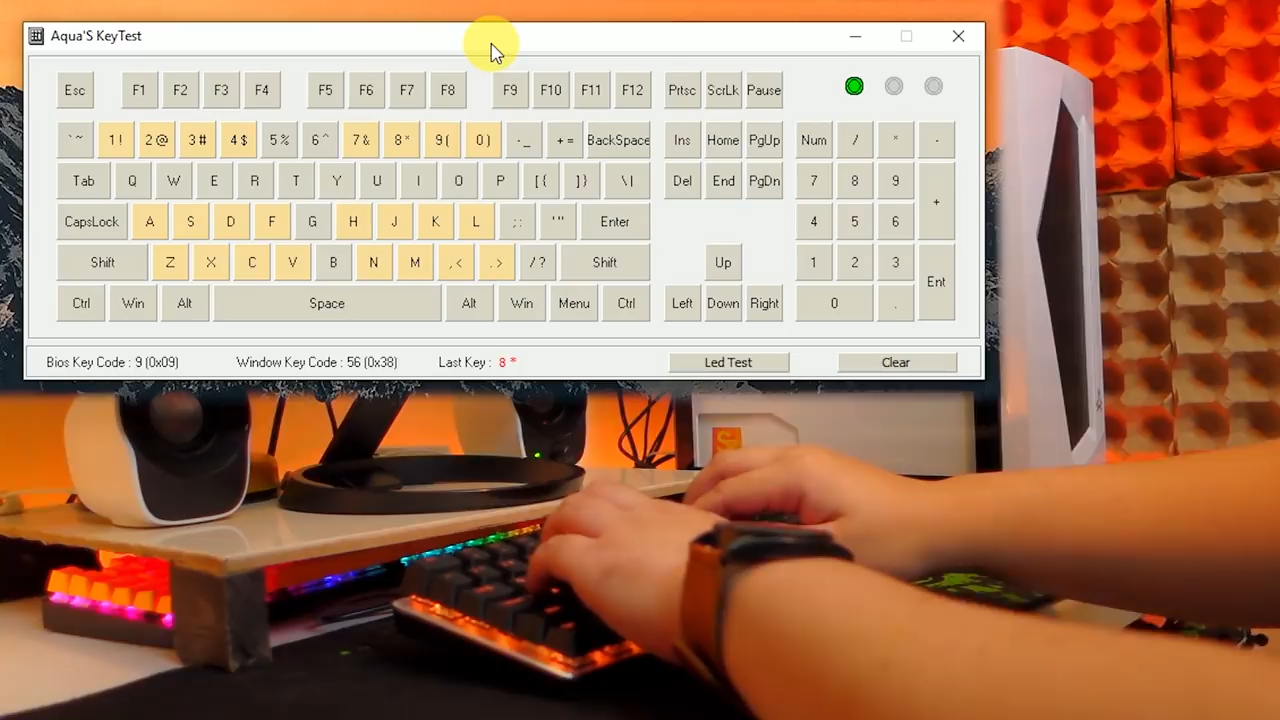 Aqua'S KeyTest
Esc F1 F2 F3 F4 F5 F6 F7 F8 F9 F10 F11 F12 Prtsc ScrLk Pause
` ~ 1 ! 2 @ 3 # 4 $ 5 % 6 ^ 7 & 8 * 9 ( 0 ) - _ + = BackSpace Ins Home PgUp Num / * -
Tab Q W E R T Y U I O P [ { ] } \ | Del End PgDn 7 8 9 +
CapsLock A S D F G H J K L ; : ' " Enter 4 5 6
Shift Z X C V B N M , < . > / ? Shift Up 1 2 3 Ent
Ctrl Win Alt Space Alt Win Menu Ctrl Left Down Right 0 .
Bios Key Code : 9 (0x09) Window Key Code : 56 (0x38) Last Key : 8 * Led Test Clear